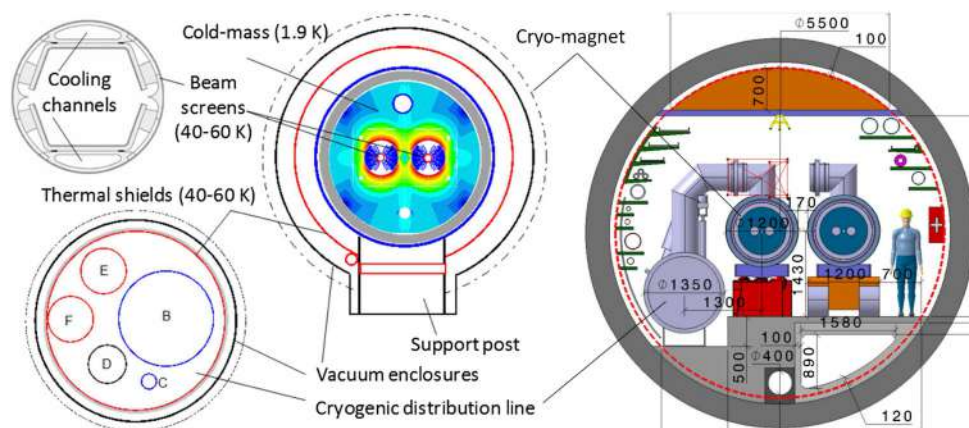 Cooling
channels
Cold-mass (1.9 K)
Beam
screens
(40-60 K)
Thermal shields (40-60 K)
Cryo-magnet
E
F
B
D
C
Support post
Vacuum enclosures
Cryogenic distribution line
Φ5500
100
700
170
1200
Φ1350
1300
1430
1200
700
1580
100
Φ400
500
890
120